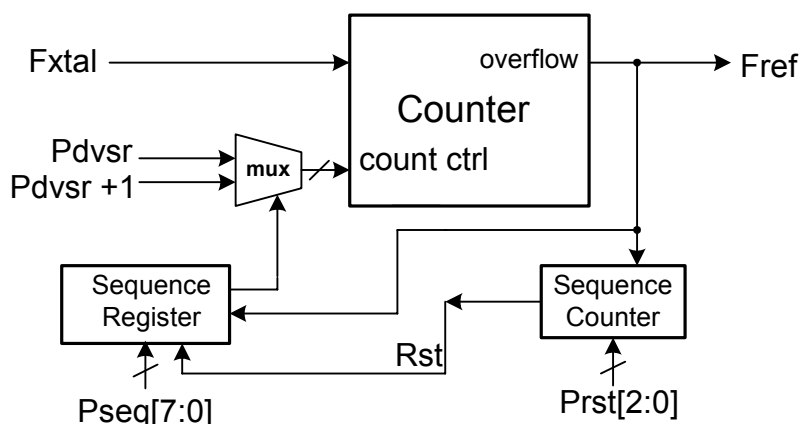 Fxtal
overflow
Fref
Counter
Pdvsr
Pdvsr +1
mux
count ctrl
Sequence
Register
Sequence
Counter
Rst
Pseq[7:0]
Prst[2:0]